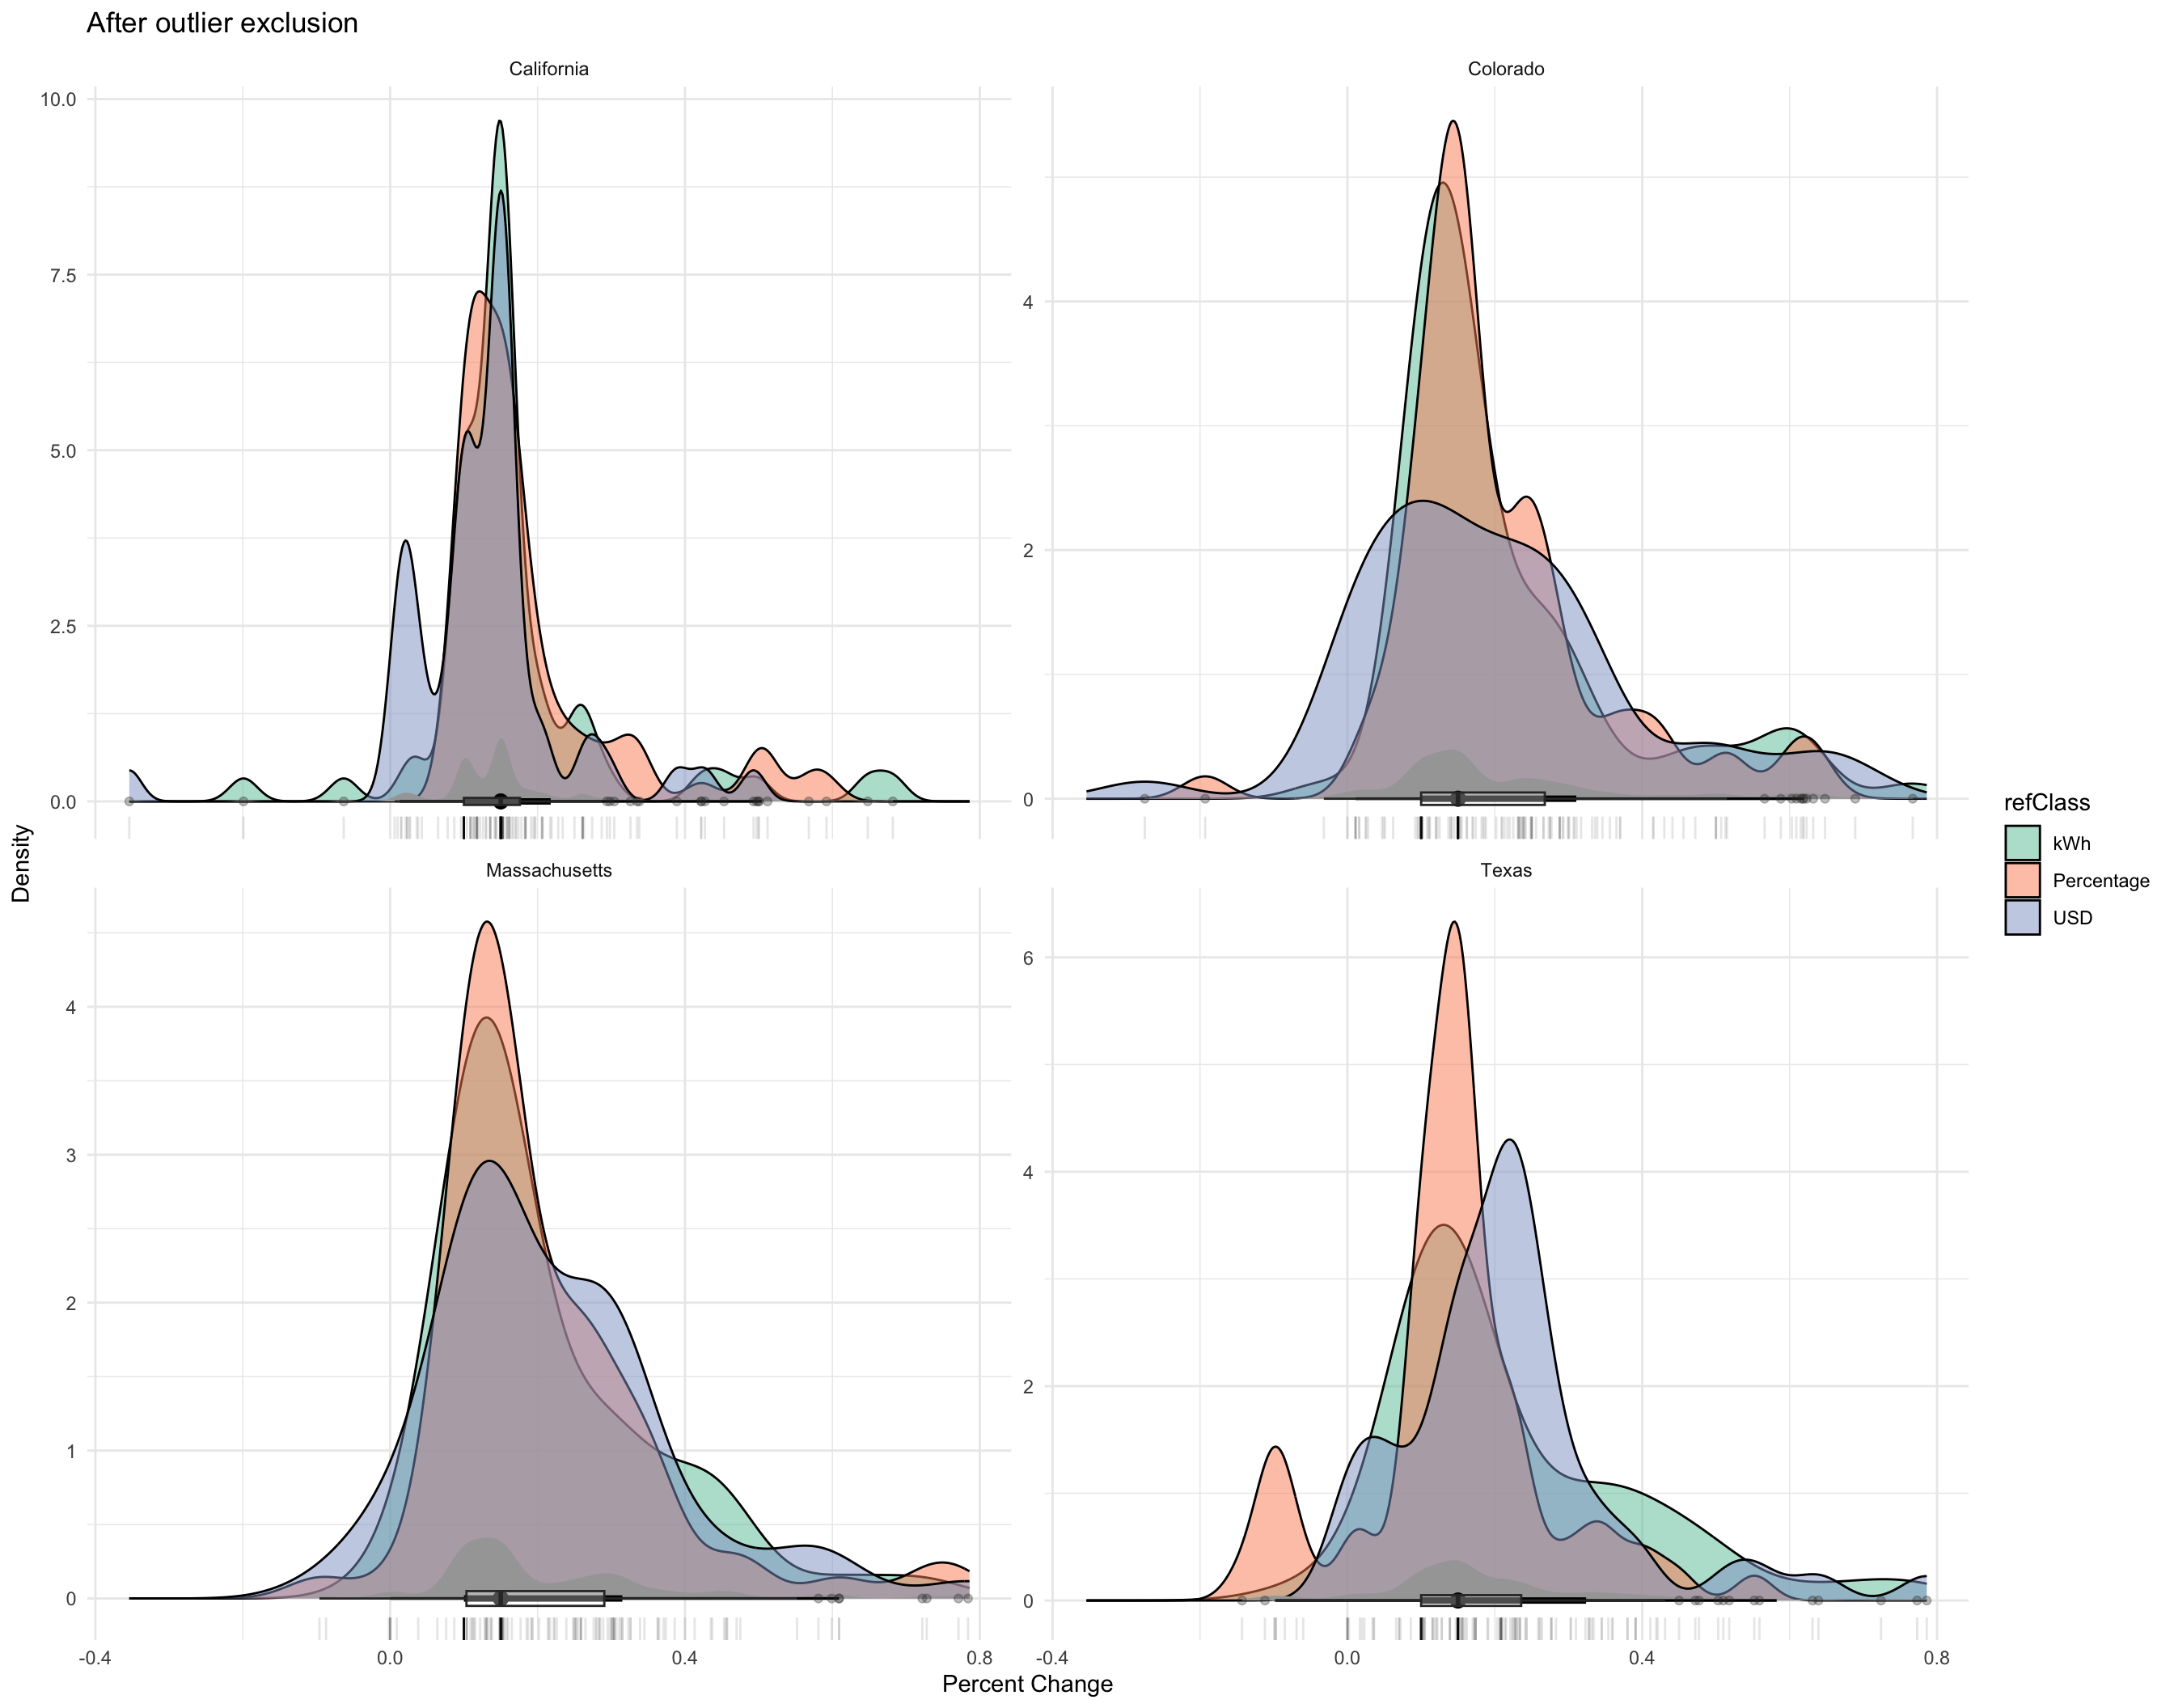 After outlier exclusion
California
Colorado
10.0
7.5
5.0
2.5
0.0
4
2
0
Density
Massachusetts
Texas
4
3
2
1
0
6
4
2
0
-0.4
0.0
0.4
0.8
-0.4
0.0
0.4
0.8
Percent Change
refClass
kWh
Percentage
USD